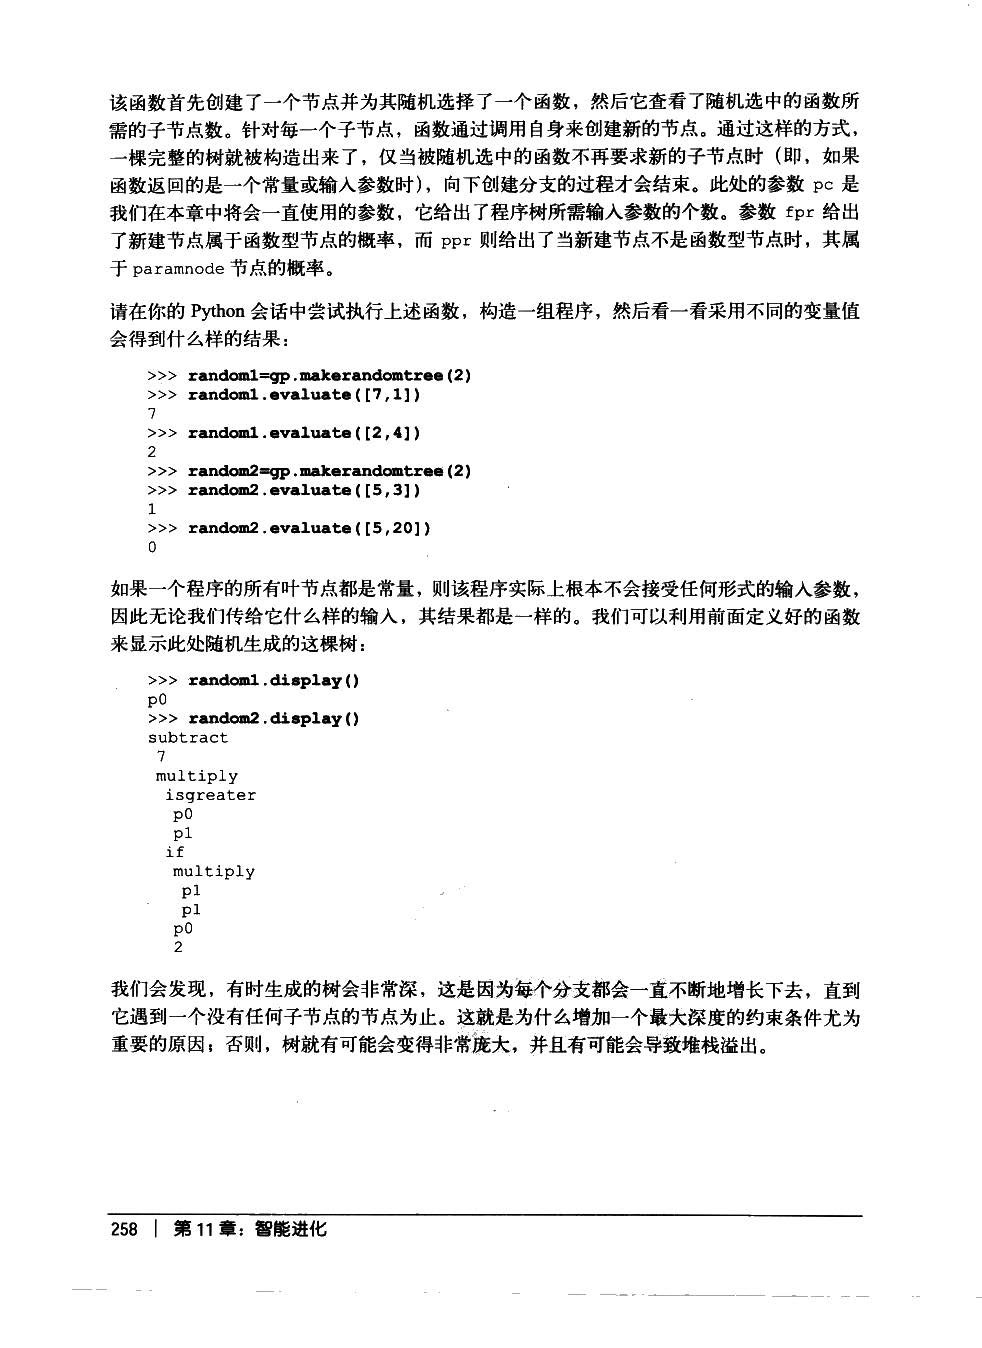 该函数首先创建了一个节点并为其随机选择了一个函数，然后它查看了随机选中的函数所
需的子节点数。针对每一个子节点，函数通过调用自身来创建新的节点。通过这样的方式，
一棵完整的树就被构造出来了，仅当被随机选中的函数不再要求新的子节点时（即，如果
函数返回的是一个常量或输入参数时），向下创建分支的过程才会结束。此处的参数 pc 是
我们在本章中将会一直使用的参数，它给出了程序树所需输入参数的个数。参数 fpr 给出
了新建节点属于函数型节点的概率，而 ppr 则给出了当新建节点不是函数型节点时，其属
于 paramnode 节点的概率。
请在你的 Python 会话中尝试执行上述函数，构造一组程序，然后看一看采用不同的变量值
会得到什么样的结果：
>>> random1=gp.makerandomtree(2)
>>> random1.evaluate([7,1])
7
>>> random1.evaluate([2,4])
2
>>> random2=gp.makerandomtree(2)
>>> random2.evaluate([5,3])
1
>>> random2.evaluate([5,20])
0
如果一个程序的所有叶节点都是常量，则该程序实际上根本不会接受任何形式的输入参数，
因此无论我们传给它什么样的输入，其结果都是一样的。我们可以利用前面定义好的函数
来显示此处随机生成的这棵树：
>>> random1.display()
p0
>>> random2.display()
subtract
7
multiply
isgreater
p0
p1
if
multiply
p1
p1
p0
2
我们会发现，有时生成的树会非常深，这是因为每个分支都会一直不断地增长下去，直到
它遇到一个没有任何子节点的节点为止。这就是为什么增加一个最大深度的约束条件尤为
重要的原因；否则，树就有可能会变得非常庞大，并且有可能会导致堆栈溢出。
258 | 第 11 章：智能进化